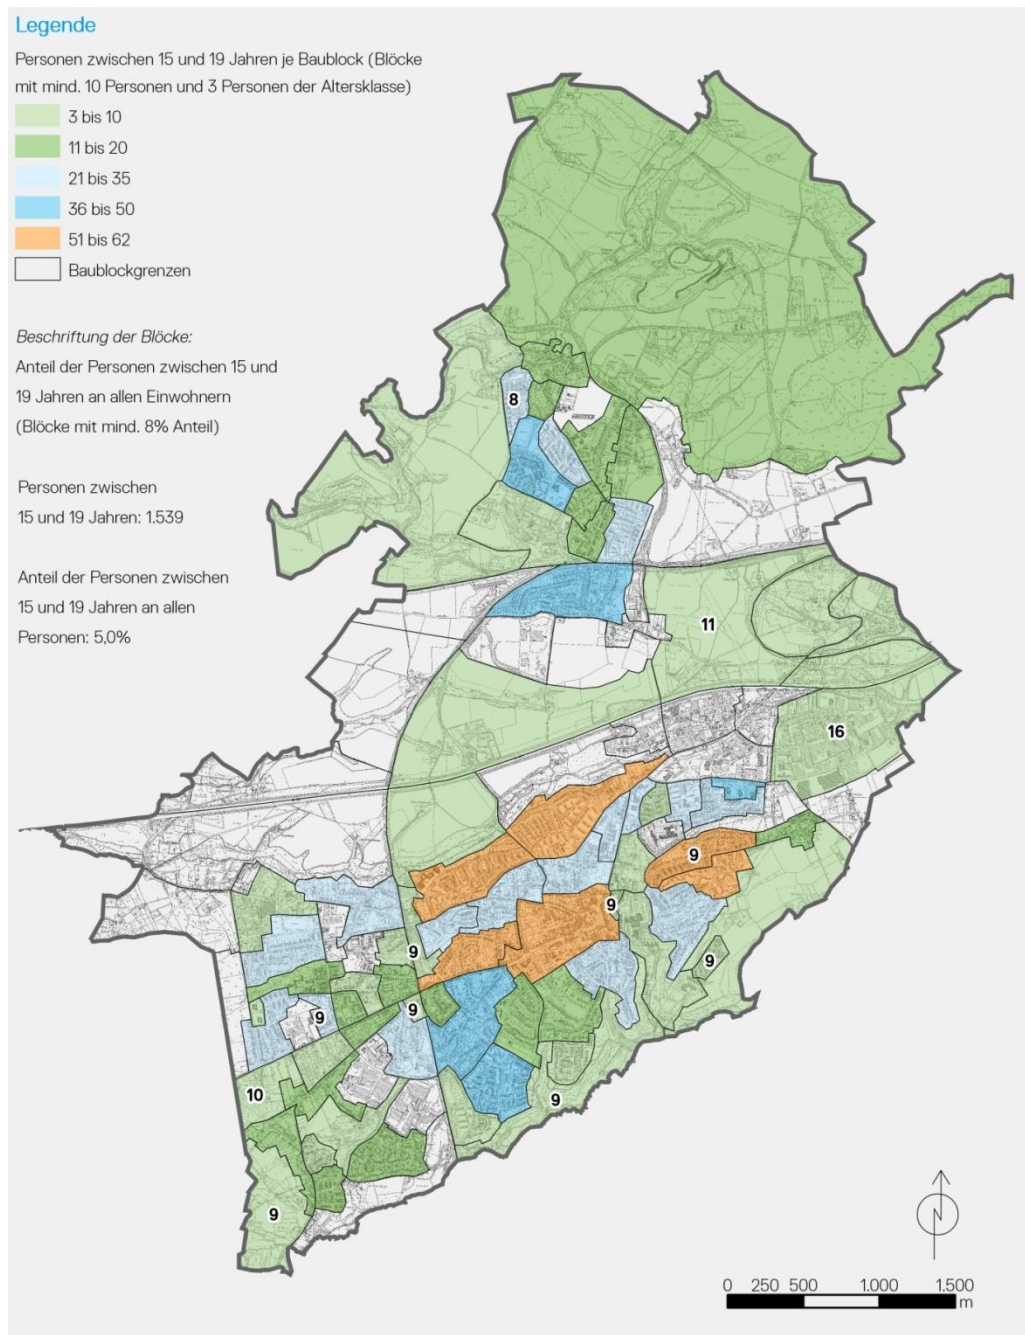 Legende
Personen zwischen 15 und 19 Jahren je Baublock (Blöcke
mit mind. 10 Personen und 3 Personen der Altersklasse)
3 bis 10
11 bis 20
21 bis 35
36 bis 50
51 bis 62
Baublockgrenzen
Beschriftung der Blöcke:
Anteil der Personen zwischen 15 und
19 Jahren an allen Einwohnern
(Blöcke mit mind. 8% Anteil)
Personen zwischen
15 und 19 Jahren: 1.539
Anteil der Personen zwischen
15 und 19 Jahren an allen
Personen: 5,0%
8
GRUITEN
11
16
9
9
9
9
9
9
10
9
9
N
0 250 500 1.000 1.500
m